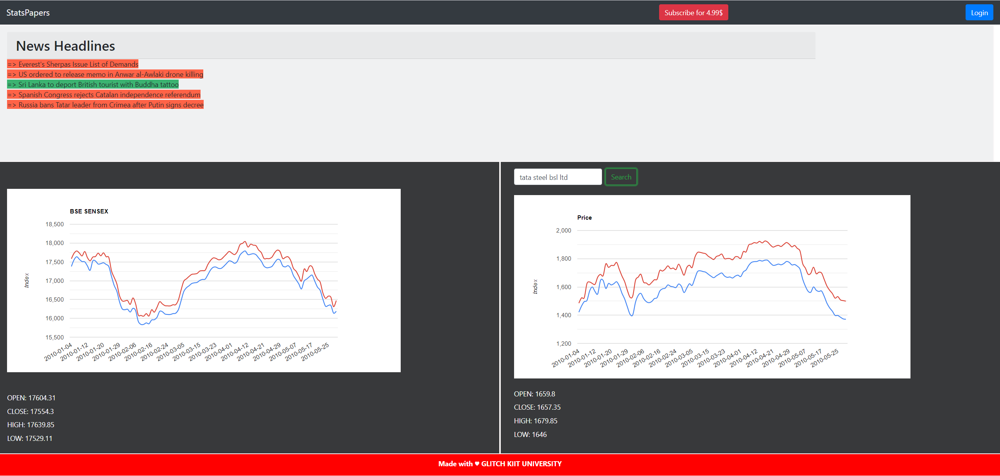 StatsPapers
Subscribe for 4.99$
Login
News Headlines
=> Everest's Sherpas Issue List of Demands
=> US ordered to release memo in Anwar al-Awlaki drone killing
=> Sri Lanka to deport British tourist with Buddha tattoo
=> Spanish Congress rejects Catalan independence referendum
=> Russia bans Tatar leader from Crimea after Putin signs decree
BSE SENSEX
18,500
18,000
17,500
17,000
16,500
16,000
15,500
Index
2010-01-04
2010-01-12
2010-01-20
2010-01-29
2010-02-06
2010-02-16
2010-02-24
2010-03-05
2010-03-15
2010-03-23
2010-04-01
2010-04-12
2010-04-21
2010-04-29
2010-05-07
2010-05-17
2010-05-25
OPEN: 17604.31
CLOSE: 17554.3
HIGH: 17639.85
LOW: 17529.11
tata steel bsl ltd
Search
Price
2,000
1,800
1,600
1,400
1,200
Index
2010-01-04
2010-01-12
2010-01-20
2010-01-29
2010-02-06
2010-02-16
2010-02-24
2010-03-05
2010-03-15
2010-03-23
2010-04-01
2010-04-12
2010-04-21
2010-04-29
2010-05-07
2010-05-17
2010-05-25
OPEN: 1659.8
CLOSE: 1657.35
HIGH: 1679.85
LOW: 1646
Made with ♥ GLITCH KIIT UNIVERSITY